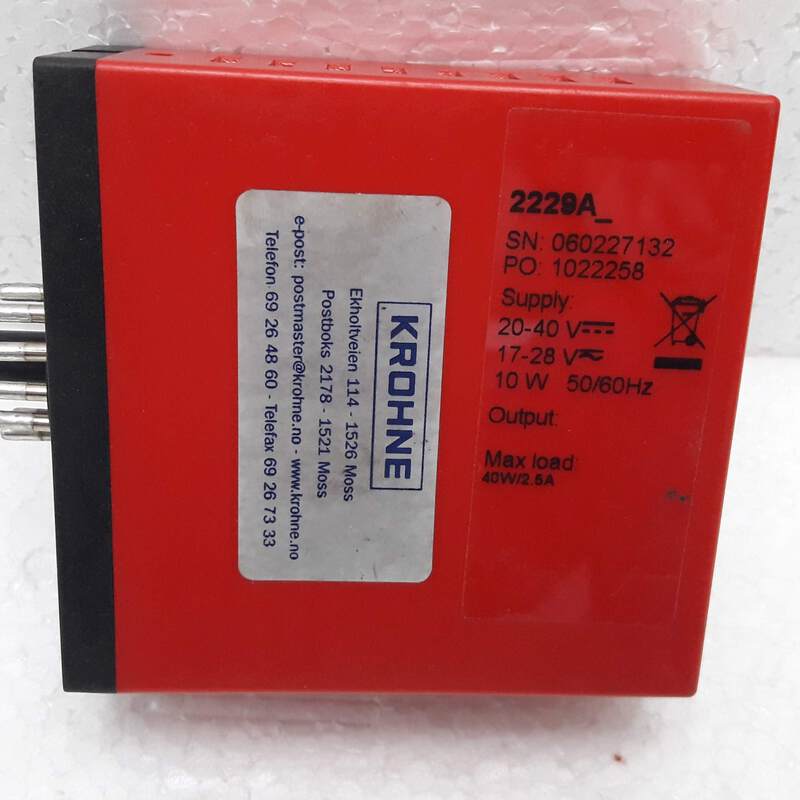 KROHNE
Ekholtveien 114 - 1526 Moss
Postboks 2178 - 1521 Moss
e-post: postmaster@krohne.no - www.krohne.no
Telefon 69 26 48 60 - Telefax 69 26 73 33
2229A_
SN: 060227132
PO: 1022258
Supply:
20-40 V
17-28 V
10 W 50/60Hz
Output:
Max load:
40W/2.5A